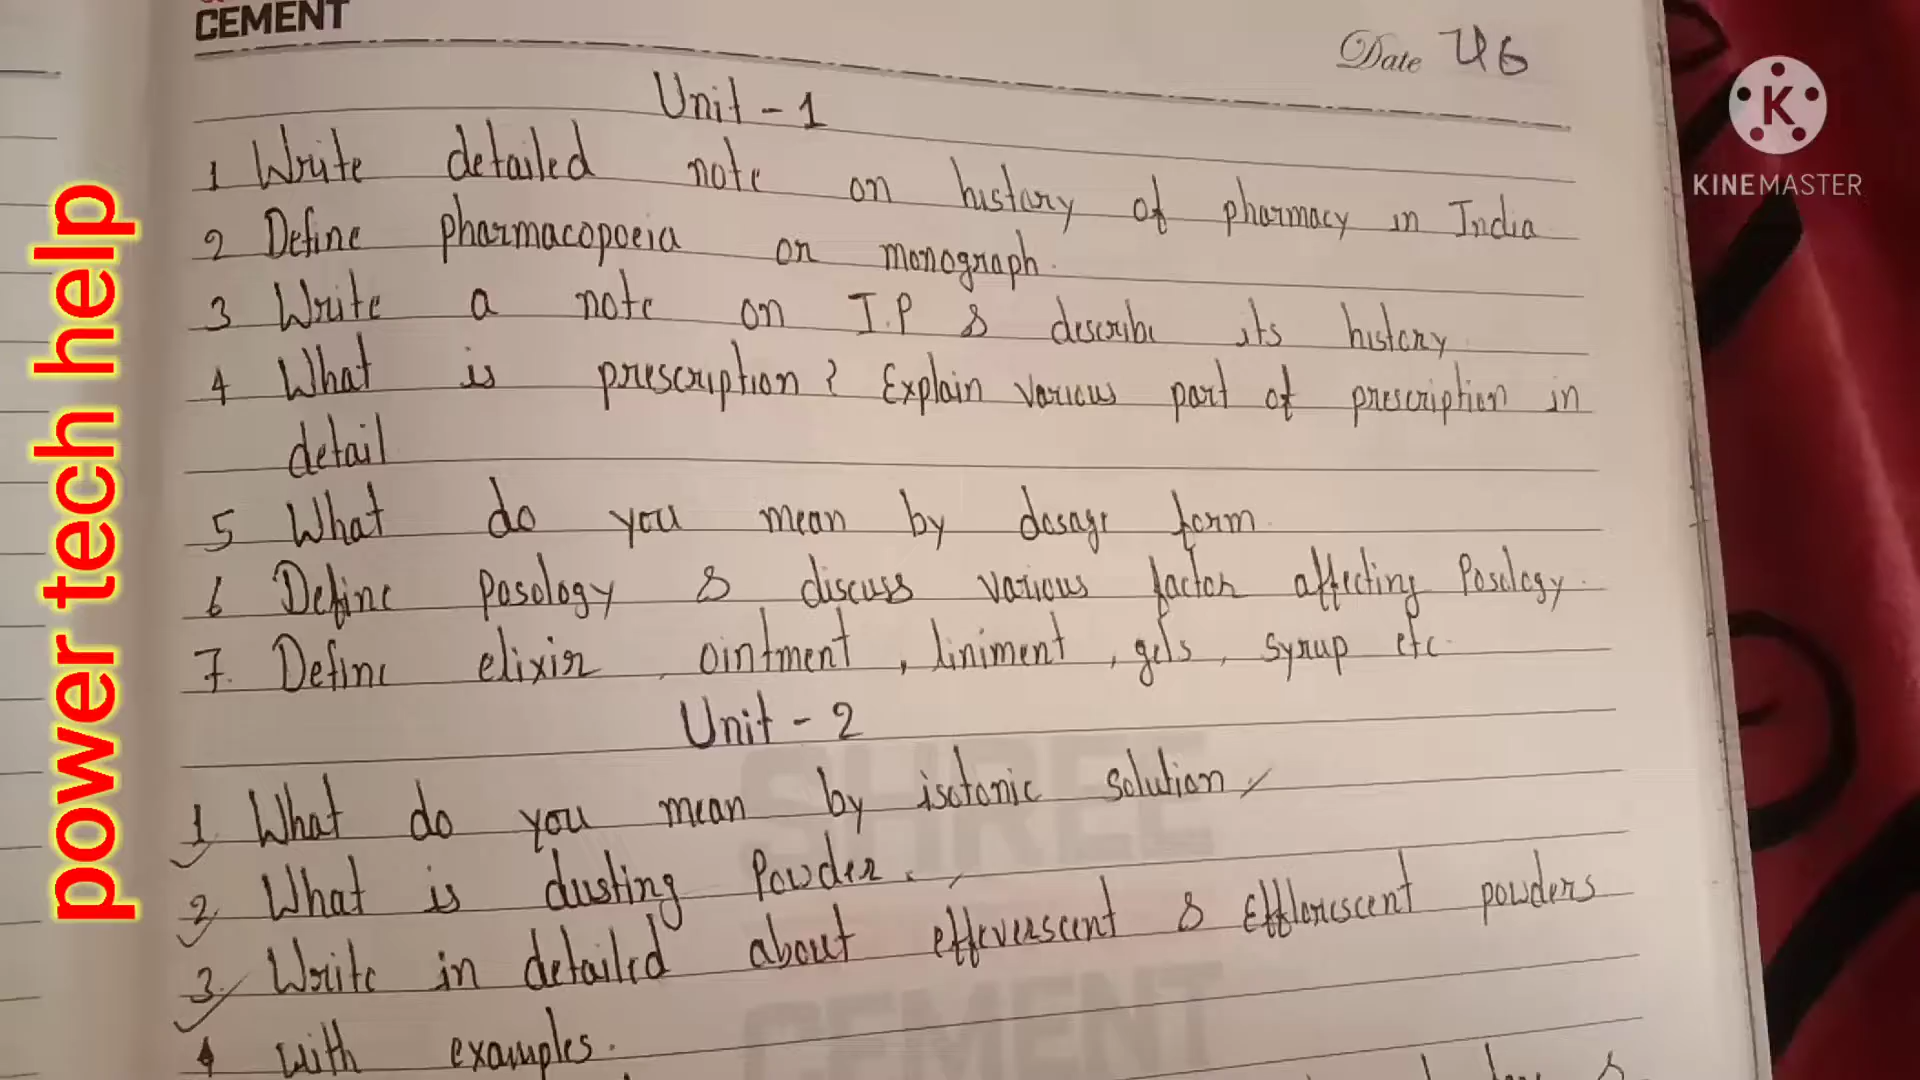 CEMENT
Date 46
Unit - 1
1 Write detailed note on history of pharmacy in India
2 Define pharmacopoeia or monograph.
3 Write a note on I.P & describe its history
4 What is prescription? Explain various part of prescription in
detail
5 What do you mean by dosage form.
6 Define posology & discuss various factor affecting Posology.
7. Define elixir, ointment, liniment, gels, syrup etc.
Unit - 2
1 What do you mean by isotonic solution
2 What is dusting Powder.
3. Write in detailed about effervescent & Efflorescent powders
4 with examples.
SHREE
CEMENT
power tech help
K
KINEMASTER